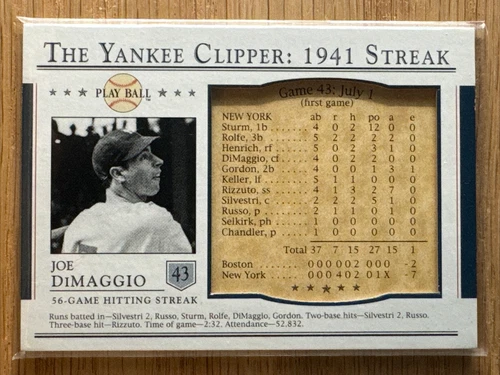 THE YANKEE CLIPPER: 1941 STREAK
PLAY BALL™
Game 43: July 1
(first game)
NEW YORK ab r h po a e
Sturm, 1b ....... 4 0 2 12 0 0
Rolfe, 3b ....... 5 2 2 2 2 0
Henrich, rf ..... 5 0 2 2 0 0
DiMaggio, cf .... 4 0 2 2 0 0
Gordon, 2b ...... 4 0 0 1 3 1
Keller, lf ...... 5 1 1 0 0 0
Rizzuto, ss ..... 4 1 3 2 7 0
Silvestri, c .... 2 2 2 5 1 0
Russo, p ........ 2 1 1 0 1 0
Selkirk, ph ..... 1 0 0 0 0 0
Chandler, p ..... 1 0 0 0 0 0
Total 37 7 15 27 15 1
Boston ........ 000 002 000 -2
New York ...... 000 402 01X -7
JOE
DIMAGGIO
43
56-GAME HITTING STREAK
Runs batted in—Silvestri 2, Russo, Sturm, Rolfe, DiMaggio, Gordon. Two-base hits—Silvestri 2, Russo.
Three-base hit—Rizzuto. Time of game—2:32. Attendance—52,832.